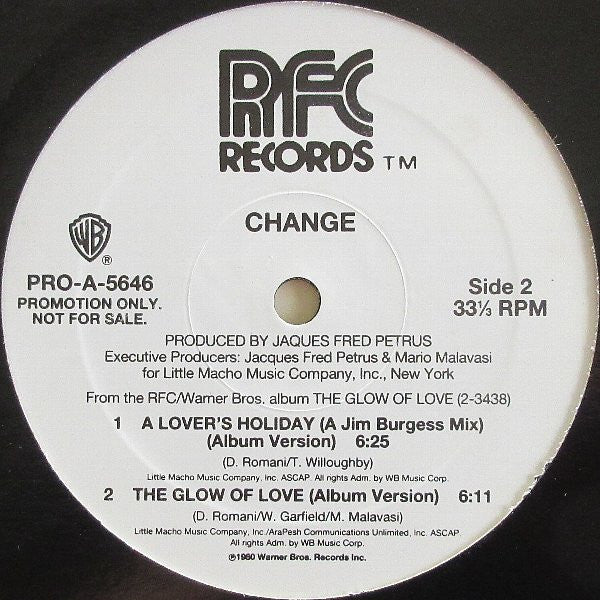 RFC
RECORDS TM
CHANGE
WB
®
PRO-A-5646
PROMOTION ONLY.
NOT FOR SALE.
Side 2
33⅓ RPM
PRODUCED BY JAQUES FRED PETRUS
Executive Producers: Jacques Fred Petrus & Mario Malavasi
for Little Macho Music Company, Inc., New York
From the RFC/Warner Bros. album THE GLOW OF LOVE (2-3438)
1 A LOVER'S HOLIDAY (A Jim Burgess Mix)
(Album Version) 6:25
(D. Romani/T. Willoughby)
Little Macho Music Company, Inc. ASCAP. All rights Adm. by WB Music Corp.
2 THE GLOW OF LOVE (Album Version) 6:11
(D. Romani/W. Garfield/M. Malavasi)
Little Macho Music Company, Inc./AraPesh Communications Unlimited, Inc. ASCAP.
All rights Adm. by WB Music Corp.
℗1980 Warner Bros. Records Inc.